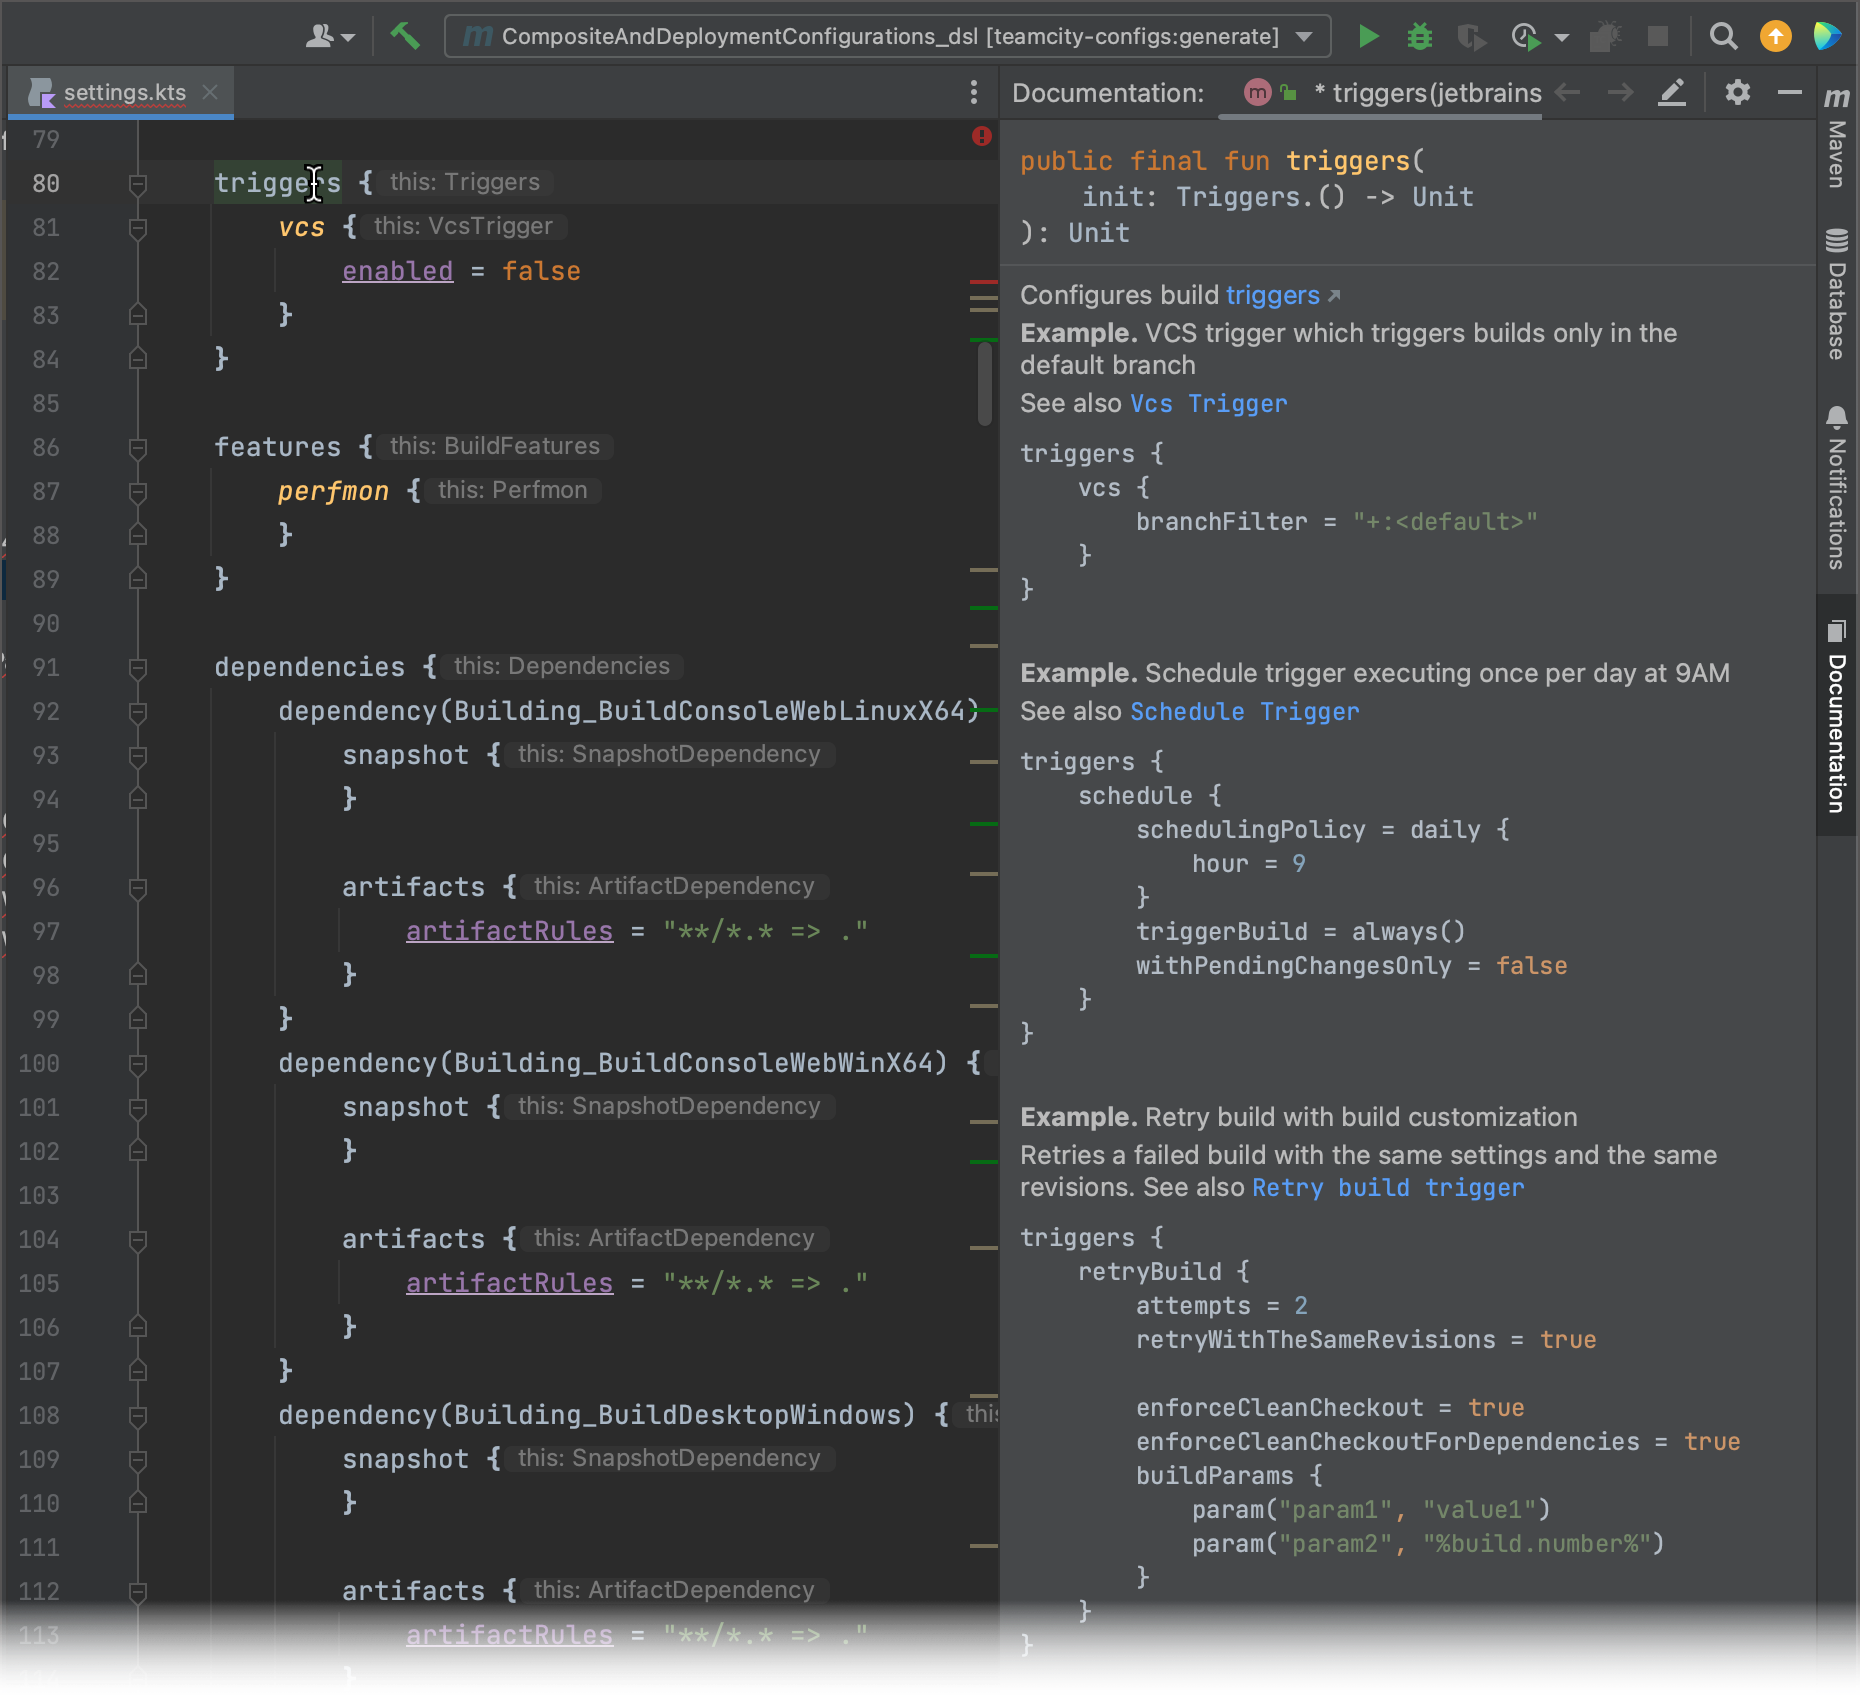 m CompositeAndDeploymentConfigurations_dsl [teamcity-configs:generate]
settings.kts
79
80 triggers { this: Triggers
81 vcs { this: VcsTrigger
82 enabled = false
83 }
84 }
85
86 features { this: BuildFeatures
87 perfmon { this: Perfmon
88 }
89 }
90
91 dependencies { this: Dependencies
92 dependency(Building_BuildConsoleWebLinuxX64)
93 snapshot { this: SnapshotDependency
94 }
95
96 artifacts { this: ArtifactDependency
97 artifactRules = "**/*.* => ."
98 }
99 }
100 dependency(Building_BuildConsoleWebWinX64) {
101 snapshot { this: SnapshotDependency
102 }
103
104 artifacts { this: ArtifactDependency
105 artifactRules = "**/*.* => ."
106 }
107 }
108 dependency(Building_BuildDesktopWindows) { this
109 snapshot { this: SnapshotDependency
110 }
111
112 artifacts { this: ArtifactDependency
113 artifactRules = "**/*.* => ."
}
Documentation: m * triggers(jetbrains
public final fun triggers(
init: Triggers.() -> Unit
): Unit
Configures build triggers
Example. VCS trigger which triggers builds only in the
default branch
See also Vcs Trigger
triggers {
vcs {
branchFilter = "+:<default>"
}
}
Example. Schedule trigger executing once per day at 9AM
See also Schedule Trigger
triggers {
schedule {
schedulingPolicy = daily {
hour = 9
}
triggerBuild = always()
withPendingChangesOnly = false
}
}
Example. Retry build with build customization
Retries a failed build with the same settings and the same
revisions. See also Retry build trigger
triggers {
retryBuild {
attempts = 2
retryWithTheSameRevisions = true
enforceCleanCheckout = true
enforceCleanCheckoutForDependencies = true
buildParams {
param("param1", "value1")
param("param2", "%build.number%")
}
}
}
m Maven
Database
Notifications
Documentation